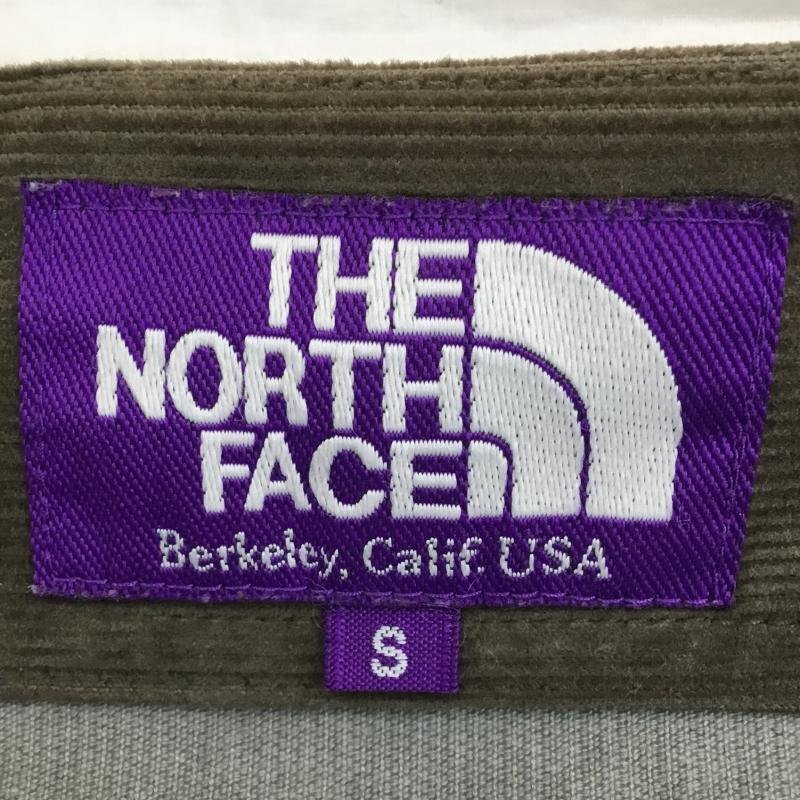 THE
NORTH
FACE
Berkeley, Calif. USA
S